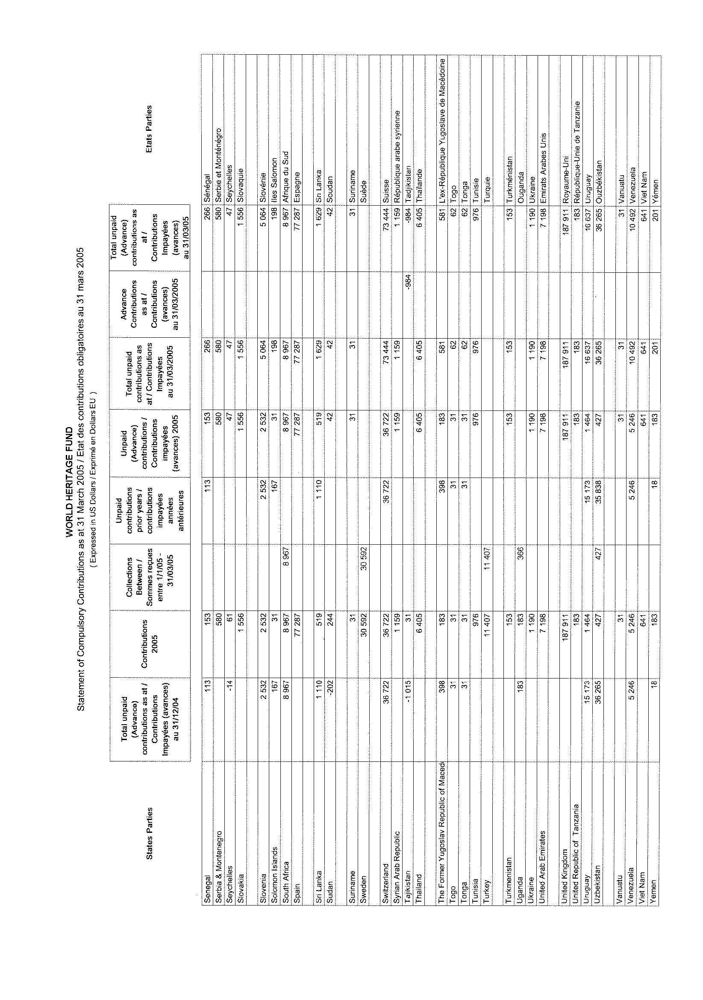 WORLD HERITAGE FUND
Statement of Compulsory Contributions as at 31 March 2005 / Etat des contributions obligatoires au 31 mars 2005
( Expressed in US Dollars / Exprimé en Dollars EU )
States Parties
Total unpaid
(Advance)
contributions as at /
Contributions
Impayées (avances)
au 31/12/04
Contributions
2005
Collections
Between /
Sommes reçues
entre 1/1/05 -
31/03/05
Unpaid
contributions
prior years /
contributions
impayées
années
antérieures
Unpaid
(Advance)
contributions /
Contributions
impayées
(avances) 2005
Total unpaid
contributions as
at / Contributions
Impayées
au 31/03/2005
Advance
Contributions
as at /
Contributions
(avances)
au 31/03/2005
Total unpaid
(Advance)
contributions as
at /
Contributions
Impayées
(avances)
au 31/03/05
Etats Parties
Senegal 113 153 113 153 266 266 Sénégal
Serbia & Montenegro 580 580 580 580 Serbie et Monténégro
Seychelles -14 61 47 47 47 Seychelles
Slovakia 1 556 1 556 1 556 1 556 Slovaquie
Slovenia 2 532 2 532 2 532 2 532 5 064 5 064 Slovénie
Solomon Islands 167 31 167 31 198 198 Iles Salomon
South Africa 8 967 8 967 8 967 8 967 8 967 8 967 Afrique du Sud
Spain 77 287 77 287 77 287 77 287 Espagne
Sri Lanka 1 110 519 1 110 519 1 629 1 629 Sri Lanka
Sudan -202 244 42 42 42 Soudan
Suriname 31 31 31 31 Suriname
Sweden 30 592 30 592 Suède
Switzerland 36 722 36 722 36 722 36 722 73 444 73 444 Suisse
Syrian Arab Republic 1 159 1 159 1 159 1 159 République arabe syrienne
Tajikistan -1 015 31 -984 -984 Tadjikistan
Thailand 6 405 6 405 6 405 6 405 Thaïlande
The Former Yugoslav Republic of Maced 398 183 398 183 581 581 L'ex-République Yugoslave de Macédoine
Togo 31 31 31 31 62 62 Togo
Tonga 31 31 31 31 62 62 Tonga
Tunisia 976 976 976 976 Tunisie
Turkey 11 407 11 407 Turquie
Turkmenistan 153 153 153 153 Turkménistan
Uganda 183 183 366 Ouganda
Ukraine 1 190 1 190 1 190 1 190 Ukraine
United Arab Emirates 7 198 7 198 7 198 7 198 Emirats Arabes Unis
United Kingdom 187 911 187 911 187 911 187 911 Royaume-Uni
United Republic of Tanzania 183 183 183 183 République-Unie de Tanzanie
Uruguay 15 173 1 464 15 173 1 464 16 637 16 637 Uruguay
Uzbekistan 36 265 427 427 35 838 427 36 265 36 265 Ouzbékistan
Vanuatu 31 31 31 31 Vanuatu
Venezuela 5 246 5 246 5 246 5 246 10 492 10 492 Venezuela
Viet Nam 641 641 641 641 Viet Nam
Yemen 18 183 18 183 201 201 Yémen